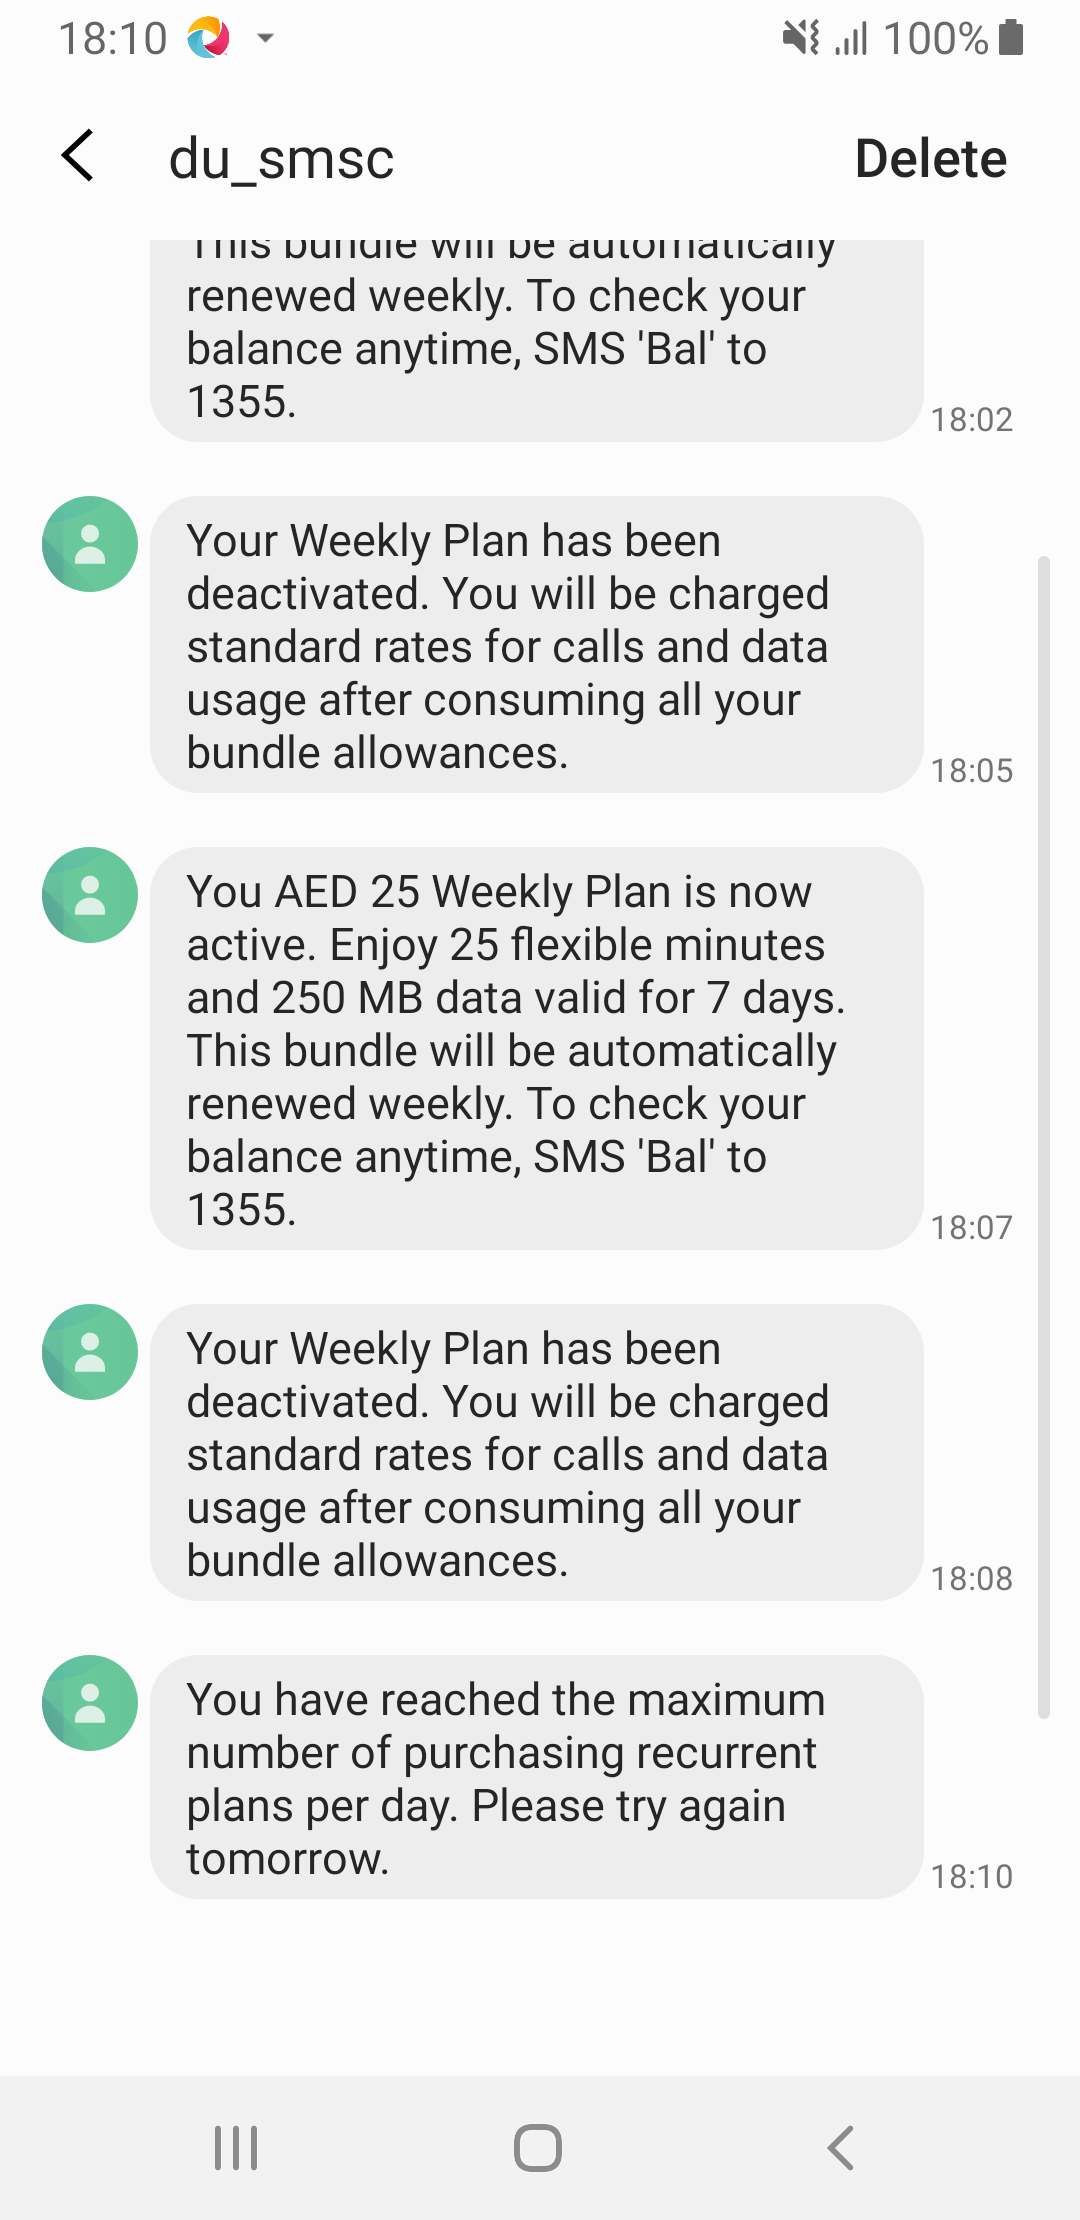 18:10
100%
du_smsc
Delete
This bundle will be automatically
renewed weekly. To check your
balance anytime, SMS 'Bal' to
1355.
18:02
Your Weekly Plan has been
deactivated. You will be charged
standard rates for calls and data
usage after consuming all your
bundle allowances.
18:05
You AED 25 Weekly Plan is now
active. Enjoy 25 flexible minutes
and 250 MB data valid for 7 days.
This bundle will be automatically
renewed weekly. To check your
balance anytime, SMS 'Bal' to
1355.
18:07
Your Weekly Plan has been
deactivated. You will be charged
standard rates for calls and data
usage after consuming all your
bundle allowances.
18:08
You have reached the maximum
number of purchasing recurrent
plans per day. Please try again
tomorrow.
18:10